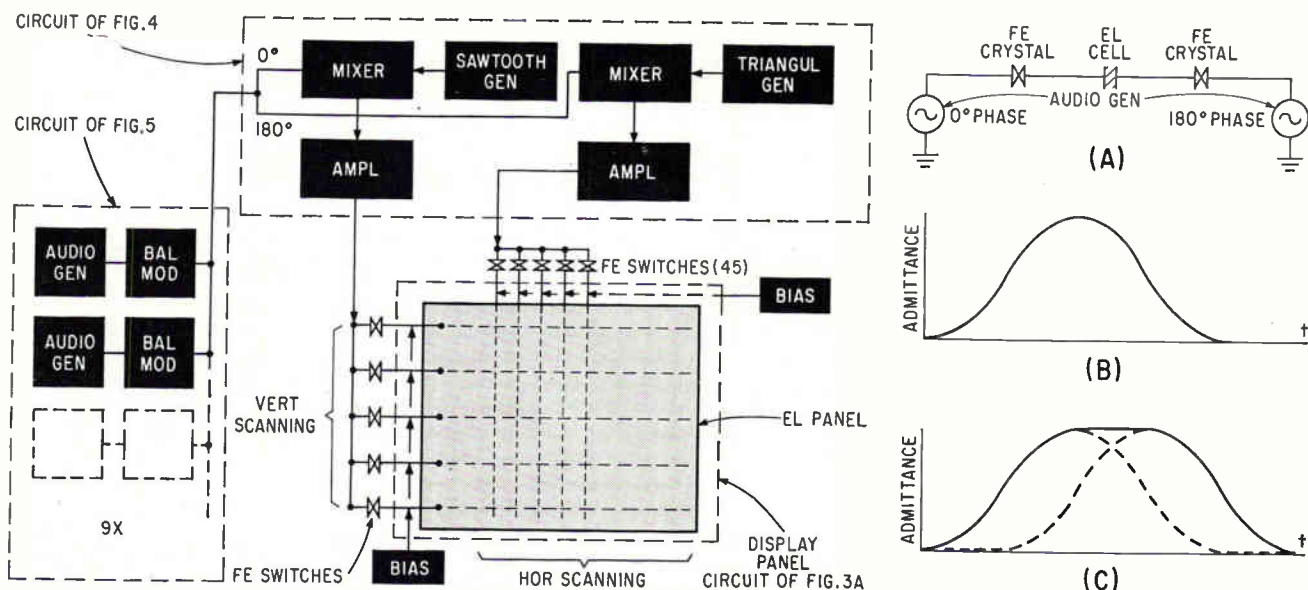 CIRCUIT OF FIG.4
0°
MIXER
SAWTOOTH
GEN
MIXER
TRIANGUL
GEN
180°
AMPL
AMPL
CIRCUIT OF FIG.5
AUDIO
GEN
BAL
MOD
AUDIO
GEN
BAL
MOD
9X
FE SWITCHES(45)
BIAS
VERT
SCANNING
EL PANEL
FE SWITCHES
BIAS
HOR SCANNING
DISPLAY
PANEL
CIRCUIT OF FIG.3A
FE
CRYSTAL
EL
CELL
FE
CRYSTAL
AUDIO GEN
0° PHASE
180° PHASE
(A)
ADMITTANCE
t
(B)
ADMITTANCE
t
(C)